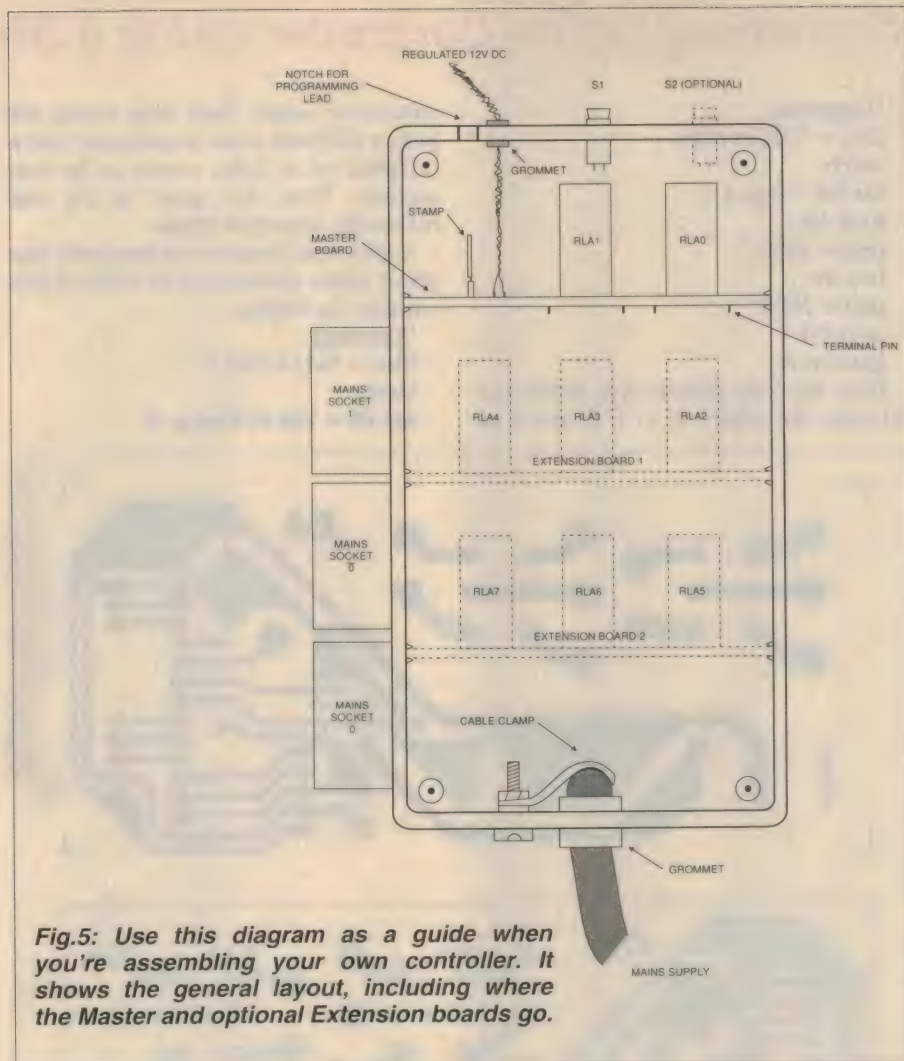 REGULATED 12V DC
NOTCH FOR
PROGRAMMING
LEAD
S1
S2 (OPTIONAL)
GROMMET
STAMP
MASTER
BOARD
RLA1
RLA0
TERMINAL PIN
MAINS
SOCKET
1
RLA4
RLA3
RLA2
EXTENSION BOARD 1
MAINS
SOCKET
0̅
RLA7
RLA6
RLA5
EXTENSION BOARD 2
MAINS
SOCKET
0
CABLE CLAMP
GROMMET
MAINS SUPPLY
Fig.5: Use this diagram as a guide when
you're assembling your own controller. It
shows the general layout, including where
the Master and optional Extension boards go.